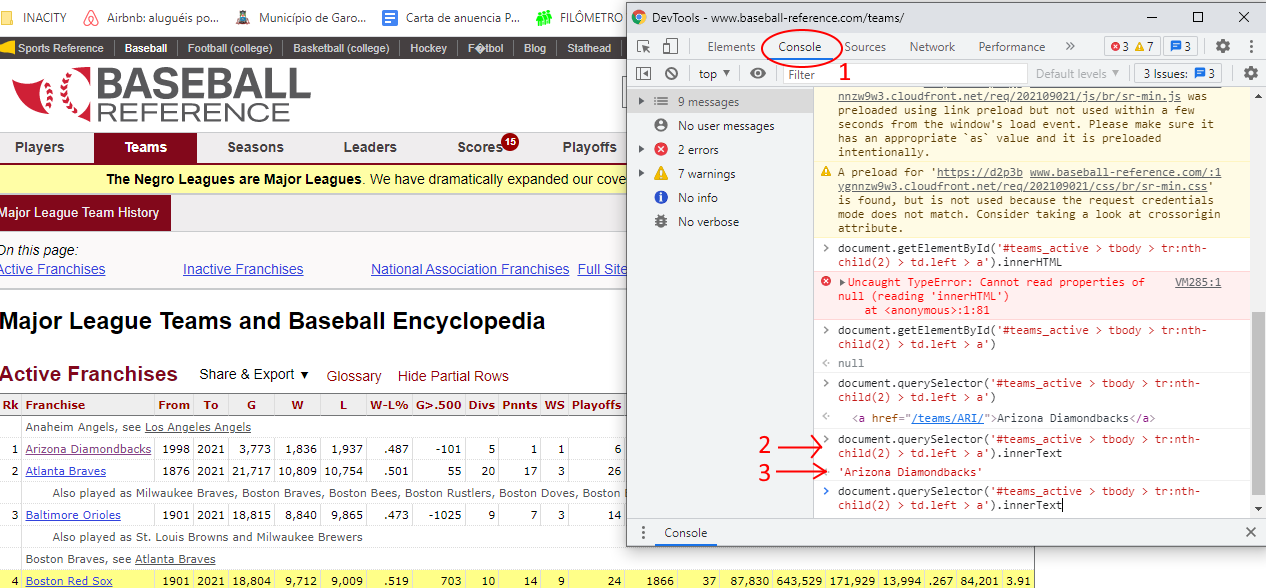 INACITY Airbnb: aluguéis po... Município de Garo... Carta de anuencia P... FILÔMETRO
Sports Reference Baseball Football (college) Basketball (college) Hockey F�tbol Blog Stathead
BASEBALL
REFERENCE
Players Teams Seasons Leaders Scores 15 Playoffs
The Negro Leagues are Major Leagues. We have dramatically expanded our cove
Major League Team History
On this page:
Active Franchises Inactive Franchises National Association Franchises Full Site
Major League Teams and Baseball Encyclopedia
Active Franchises Share & Export ▼ Glossary Hide Partial Rows
Rk Franchise From To G W L W-L% G>.500 Divs Pnnts WS Playoffs
Anaheim Angels, see Los Angeles Angels
1 Arizona Diamondbacks 1998 2021 3,773 1,836 1,937 .487 -101 5 1 1 6
2 Atlanta Braves 1876 2021 21,717 10,809 10,754 .501 55 20 17 3 26
Also played as Milwaukee Braves, Boston Braves, Boston Bees, Boston Rustlers, Boston Doves, Boston
3 Baltimore Orioles 1901 2021 18,815 8,840 9,865 .473 -1025 9 7 3 14
Also played as St. Louis Browns and Milwaukee Brewers
Boston Braves, see Atlanta Braves
4 Boston Red Sox 1901 2021 18,804 9,712 9,009 .519 703 10 14 9 24 1866 37 87,830 643,529 171,929 13,994 .267 84,201 3.91
DevTools - www.baseball-reference.com/teams/
Elements Console Sources Network Performance » 3 7 3
1
top ▼ Filter Default levels ▼ 3 Issues: 3
9 messages
No user messages
2 errors
7 warnings
No info
No verbose
nnzw9w3.cloudfront.net/req/202109021/js/br/sr-min.js was
preloaded using link preload but not used within a few
seconds from the window's load event. Please make sure it
has an appropriate `as` value and it is preloaded
intentionally.
A preload for 'https://d2p3b www.baseball-reference.com/:1
ygnnzw9w3.cloudfront.net/req/202109021/css/br/sr-min.css'
is found, but is not used because the request credentials
mode does not match. Consider taking a look at crossorigin
attribute.
document.getElementById('#teams_active > tbody > tr:nth-
child(2) > td.left > a').innerHTML
Uncaught TypeError: Cannot read properties of VM285:1
null (reading 'innerHTML')
at <anonymous>:1:81
document.getElementById('#teams_active > tbody > tr:nth-
child(2) > td.left > a')
null
document.querySelector('#teams_active > tbody > tr:nth-
child(2) > td.left > a')
<a href="/teams/ARI/">Arizona Diamondbacks</a>
2 document.querySelector('#teams_active > tbody > tr:nth-
child(2) > td.left > a').innerText
3 'Arizona Diamondbacks'
document.querySelector('#teams_active > tbody > tr:nth-
child(2) > td.left > a').innerText
Console